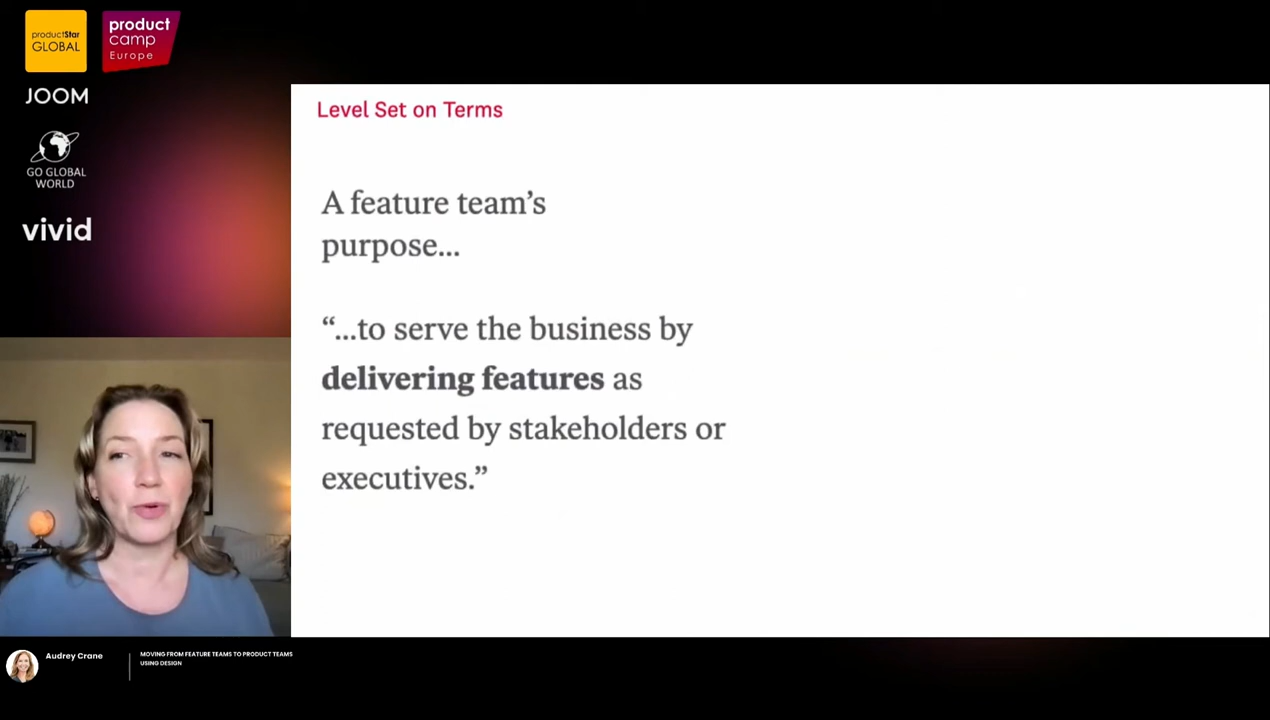 productStar
GLOBAL
product
camp
Europe
JOOM
GO GLOBAL
WORLD
vivid
Level Set on Terms
A feature team’s
purpose...
“...to serve the business by
delivering features as
requested by stakeholders or
executives.”
Audrey Crane
MOVING FROM FEATURE TEAMS TO PRODUCT TEAMS
USING DESIGN